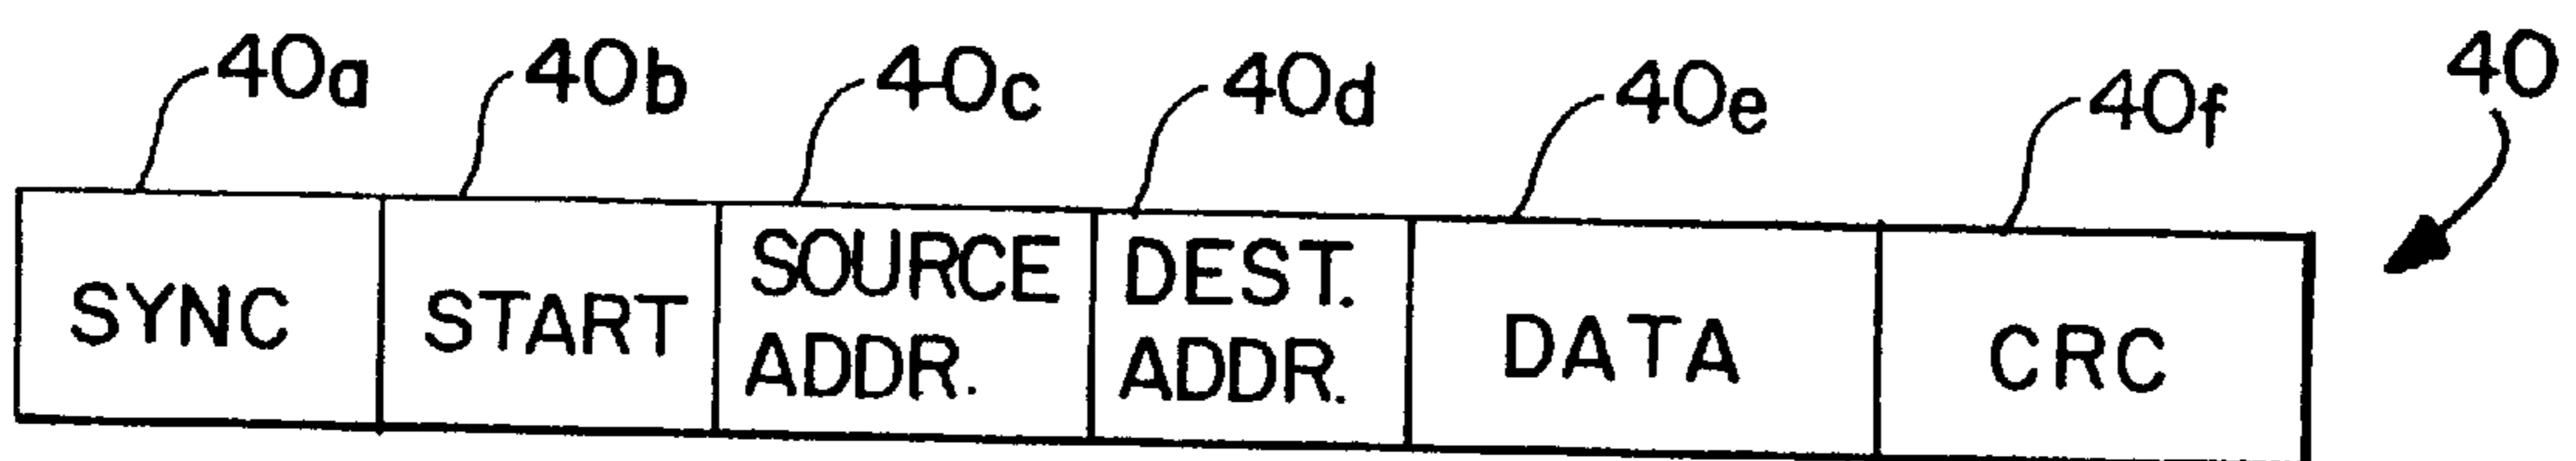 40a 40b 40c 40d 40e 40f 40
SYNC START SOURCE ADDR. DEST. ADDR. DATA CRC